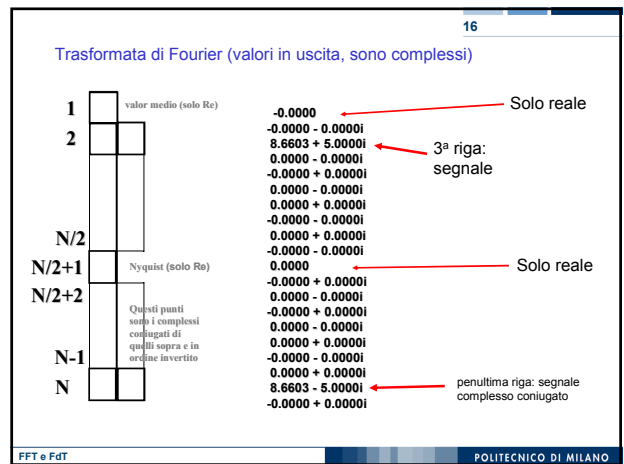 16
Trasformata di Fourier (valori in uscita, sono complessi)
1
valor medio (solo Re)
2
N/2
N/2+1
Nyquist (solo Re)
N/2+2
Questi punti
sono i complessi
coniugati di
quelli sopra e in
ordine invertito
N-1
N
-0.0000
-0.0000 - 0.0000i
8.6603 + 5.0000i
0.0000 - 0.0000i
-0.0000 + 0.0000i
0.0000 - 0.0000i
0.0000 + 0.0000i
-0.0000 - 0.0000i
0.0000 + 0.0000i
-0.0000 - 0.0000i
0.0000
-0.0000 + 0.0000i
0.0000 - 0.0000i
-0.0000 + 0.0000i
0.0000 - 0.0000i
0.0000 + 0.0000i
-0.0000 - 0.0000i
0.0000 + 0.0000i
8.6603 - 5.0000i
-0.0000 + 0.0000i
Solo reale
3ª riga:
segnale
Solo reale
penultima riga: segnale
complesso coniugato
FFT e FdT
POLITECNICO DI MILANO